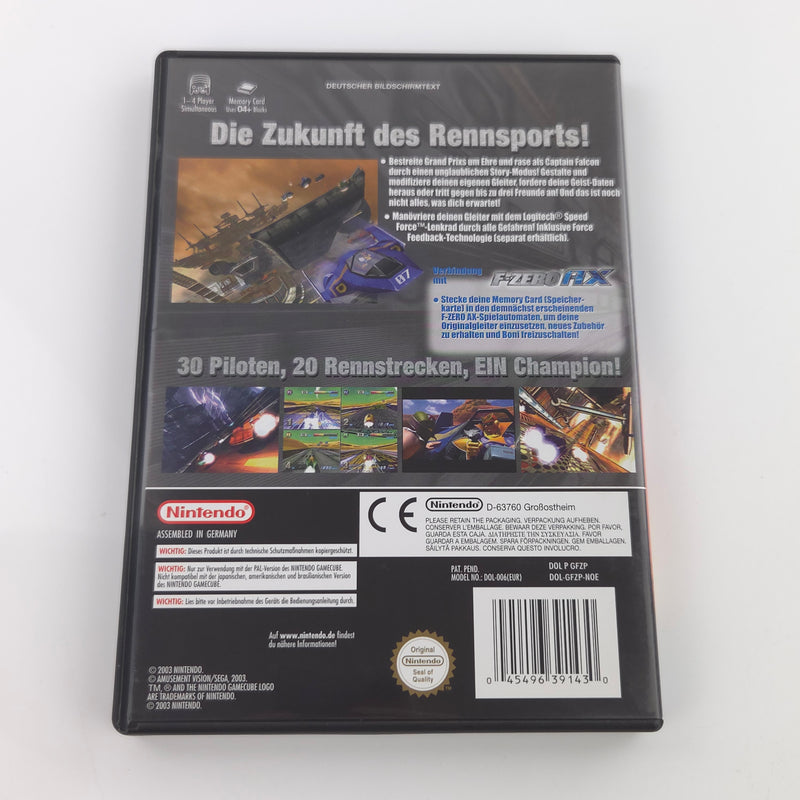 DEUTSCHER BILDSCHIRMTEXT
1-4 Player
Simultaneous
Memory Card
Uses 04+ Blocks
Die Zukunft des Rennsports!
• Bestreite Grand Prixs um Ehre und rase als Captain Falcon
durch einen unglaublichen Story-Modus! Gestalte und
modifiziere deinen eigenen Gleiter, fordere deine Geist-Daten
heraus oder tritt gegen bis zu drei Freunde an! Und das ist noch
nicht alles, was dich erwartet!
• Manövriere deinen Gleiter mit dem Logitech® Speed
Force™-Lenkrad durch alle Gefahren! Inklusive Force
Feedback-Technologie (separat erhältlich).
07
Verbindung
mit
F-ZERO AX
• Stecke deine Memory Card (Speicher-
karte) in den demnächst erscheinenden
F-ZERO AX-Spielautomaten, um deine
Originalgleiter einzusetzen, neues Zubehör
zu erhalten und Boni freizuschalten!
30 Piloten, 20 Rennstrecken, EIN Champion!
Nintendo®
ASSEMBLED IN GERMANY
WICHTIG: Dieses Produkt ist durch technische Schutzmaßnahmen kopiergeschützt.
WICHTIG: Nur zur Verwendung mit der PAL-Version des NINTENDO GAMECUBE.
Nicht kompatibel mit der japanischen, amerikanischen und brasilianischen Version
des NINTENDO GAMECUBE.
WICHTIG: Lies bitte vor Inbetriebnahme des Geräts die Bedienungsanleitung durch.
CE
Nintendo D-63760 Großostheim
PLEASE RETAIN THE PACKAGING. VERPACKUNG AUFHEBEN.
CONSERVER L'EMBALLAGE. BEWAAR DEZE VERPAKKING. POR FAVOR,
GUARDA ESTA CAJA. ΔΙΑΤΗΡΗΣΤΕ ΤΗΝ ΣΥΣΚΕΥΑΣΙΑ. FAVOR
GUARDAR A EMBALAGEM. SPARA FÖRPACKNINGEN. GEM EMBALLAGEN.
SÄILYTÄ PAKKAUS. CONSERVA QUESTO INVOLUCRO.
PAT. PEND.
MODEL NO.: DOL-006(EUR)
DOL P GFZP
DOL-GFZP-NOE
Auf www.nintendo.de findest
du nähere Informationen!
Original
Nintendo
Seal of
Quality
TM
0 45496 39143 0
© 2003 NINTENDO.
© AMUSEMENT VISION/SEGA, 2003.
TM, ® AND THE NINTENDO GAMECUBE LOGO
ARE TRADEMARKS OF NINTENDO.
© 2003 NINTENDO.